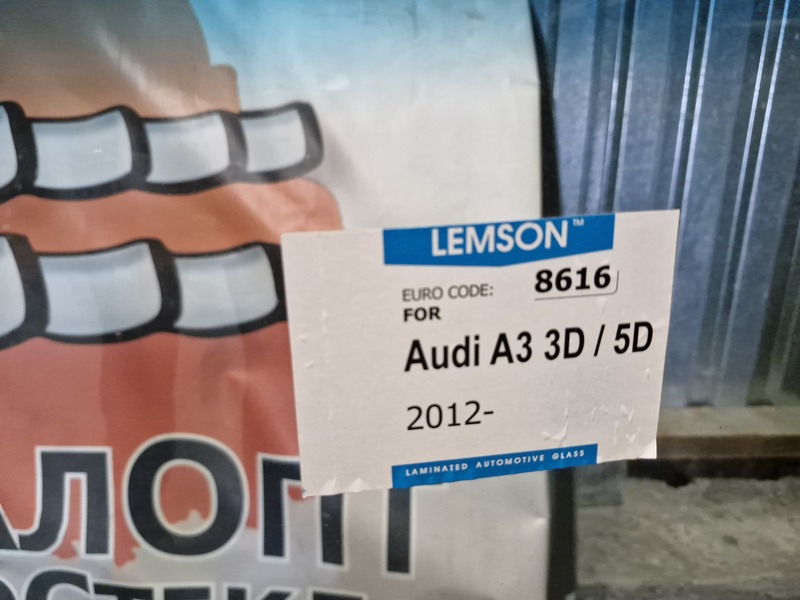 LEMSON™
EURO CODE: 8616
FOR
Audi A3 3D / 5D
2012-
LAMINATED AUTOMOTIVE GLASS